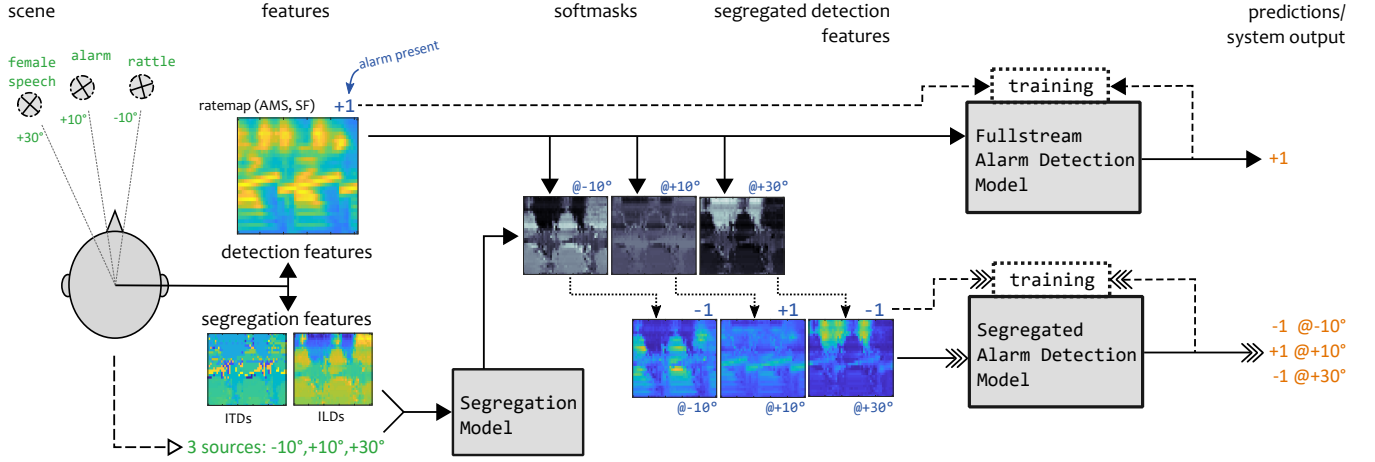 scene
features
softmasks
segregated detection
features
predictions/
system output
female
speech
alarm
rattle
+30°
+10°
-10°
alarm present
ratemap (AMS, SF)
+1
training
Fullstream
Alarm Detection
Model
+1
@-10°
@+10°
@+30°
detection features
segregation features
ITDs
ILDs
3 sources: -10°,+10°,+30°
Segregation
Model
-1
+1
-1
@-10°
@+10°
@+30°
training
Segregated
Alarm Detection
Model
-1 @-10°
+1 @+10°
-1 @+30°